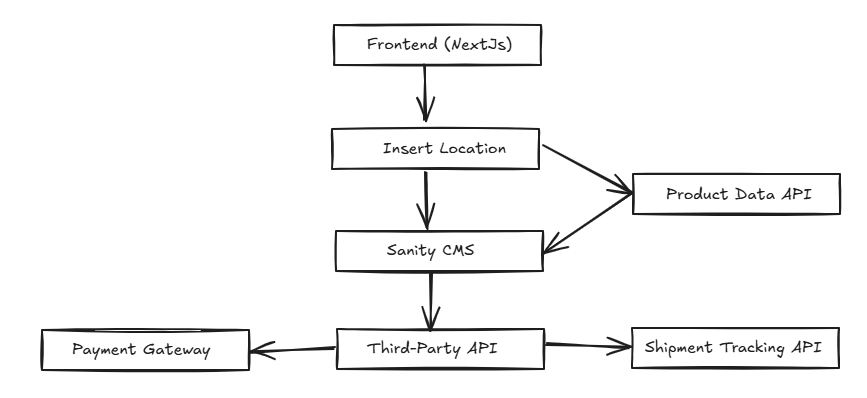 Frontend (NextJs)
Insert Location
Product Data API
Sanity CMS
Payment Gateway
Third-Party API
Shipment Tracking API